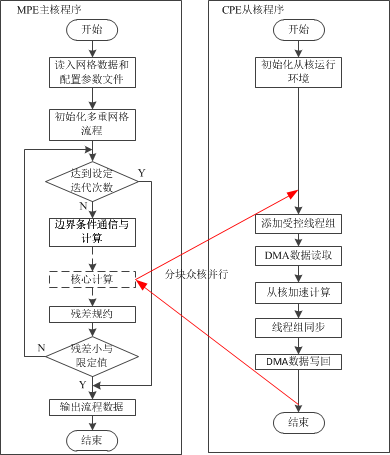 MPE主核程序
开始
读入网格数据和
配置参数文件
初始化多重网格
流程
达到设定
迭代次数
Y
N
边界条件通信与
计算
核心计算
残差规约
残差小与
限定值
N
Y
输出流程数据
结束
分块众核并行
CPE从核程序
开始
初始化从核运行
环境
添加受控线程组
DMA数据读取
从核加速计算
线程组同步
DMA数据写回
结束